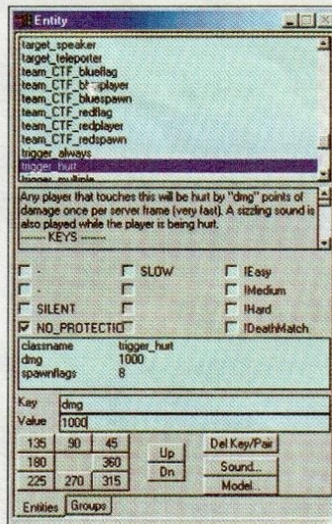 Entity
target_speaker
target_teleporter
team_CTF_blueflag
team_CTF_blueplayer
team_CTF_bluespawn
team_CTF_redflag
team_CTF_redplayer
team_CTF_redspawn
trigger_always
trigger_hurt
trigger_multiple
Any player that touches this will be hurt by "dmg" points of
damage once per server frame (very fast). A sizzling sound is
also played while the player is being hurt.
------- KEYS -------
- SLOW !Easy
- !Medium
SILENT !Hard
NO_PROTECTIO !DeathMatch
classname trigger_hurt
dmg 1000
spawnflags 8
Key dmg
Value 1000
135 90 45 Up Del Key/Pair
180 360 Dn Sound...
225 270 315 Model...
Entities Groups